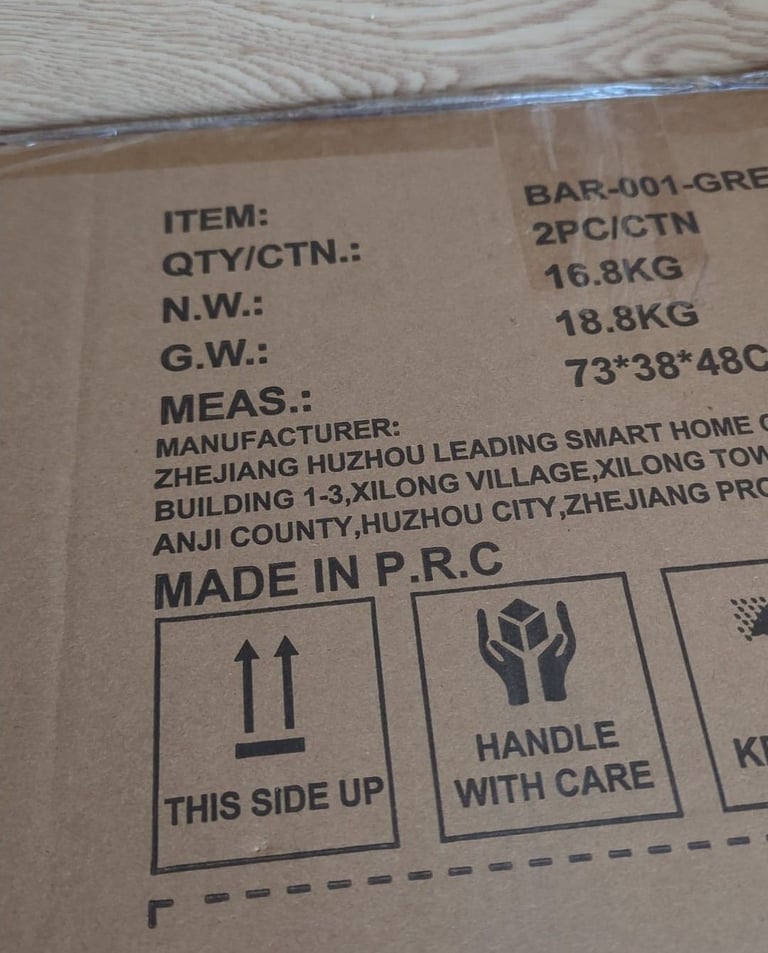 ITEM: BAR-001-GRE
QTY/CTN.: 2PC/CTN
N.W.: 16.8KG
G.W.: 18.8KG
MEAS.: 73*38*48C
MANUFACTURER:
ZHEJIANG HUZHOU LEADING SMART HOME
BUILDING 1-3,XILONG VILLAGE,XILONG TOW
ANJI COUNTY,HUZHOU CITY,ZHEJIANG PRO
MADE IN P.R.C
THIS SIDE UP
HANDLE
WITH CARE